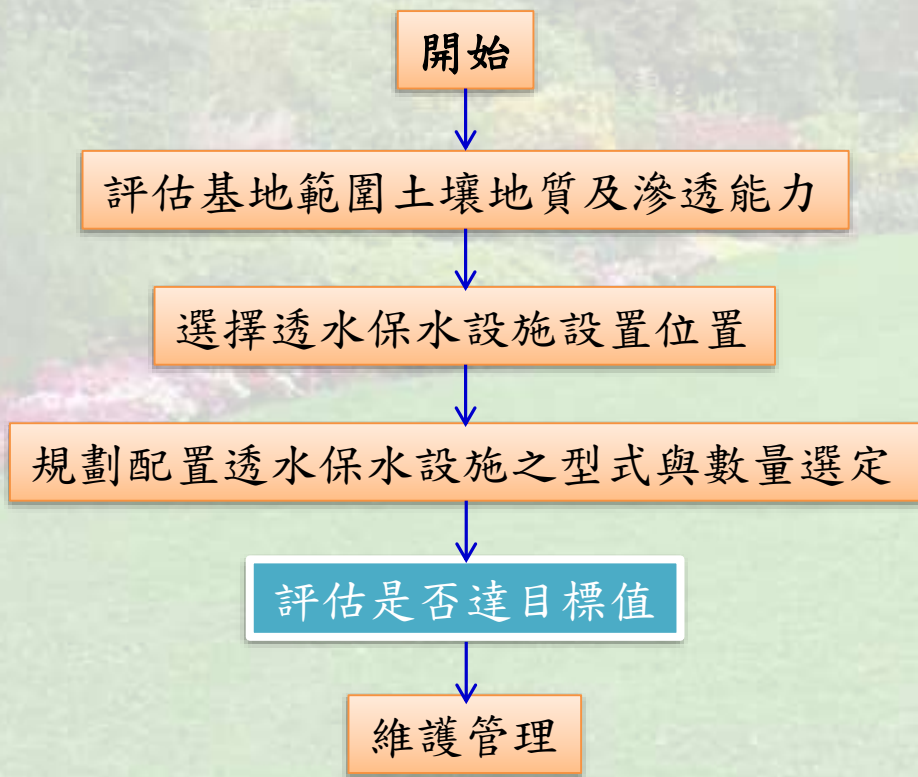 開始
評估基地範圍土壤地質及滲透能力
選擇透水保水設施設置位置
規劃配置透水保水設施之型式與數量選定
評估是否達目標值
維護管理